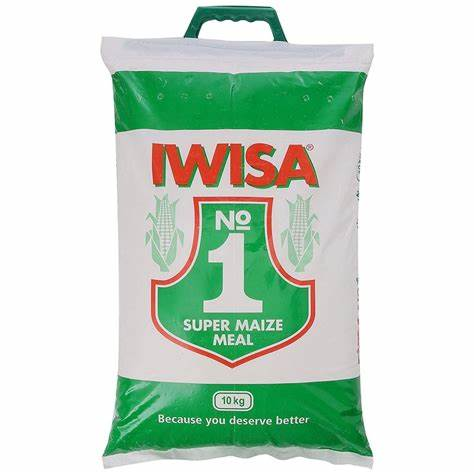 IWISA®
No
1
SUPER MAIZE
MEAL
10 kg
Because you deserve better